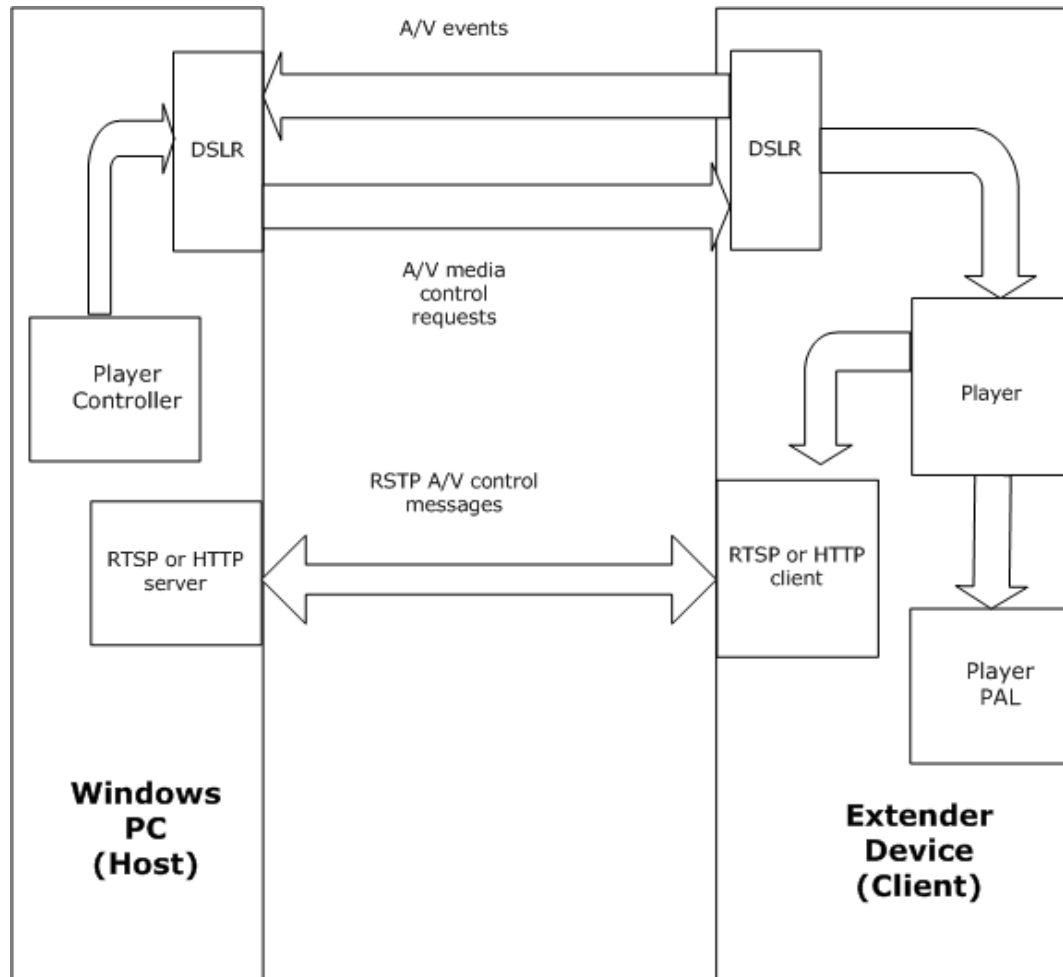 A/V events
DSLR
DSLR
A/V media
control
requests
Player
Controller
Player
RSTP A/V control
messages
RTSP or HTTP
server
RTSP or HTTP
client
Player
PAL
Windows
PC
(Host)
Extender
Device
(Client)